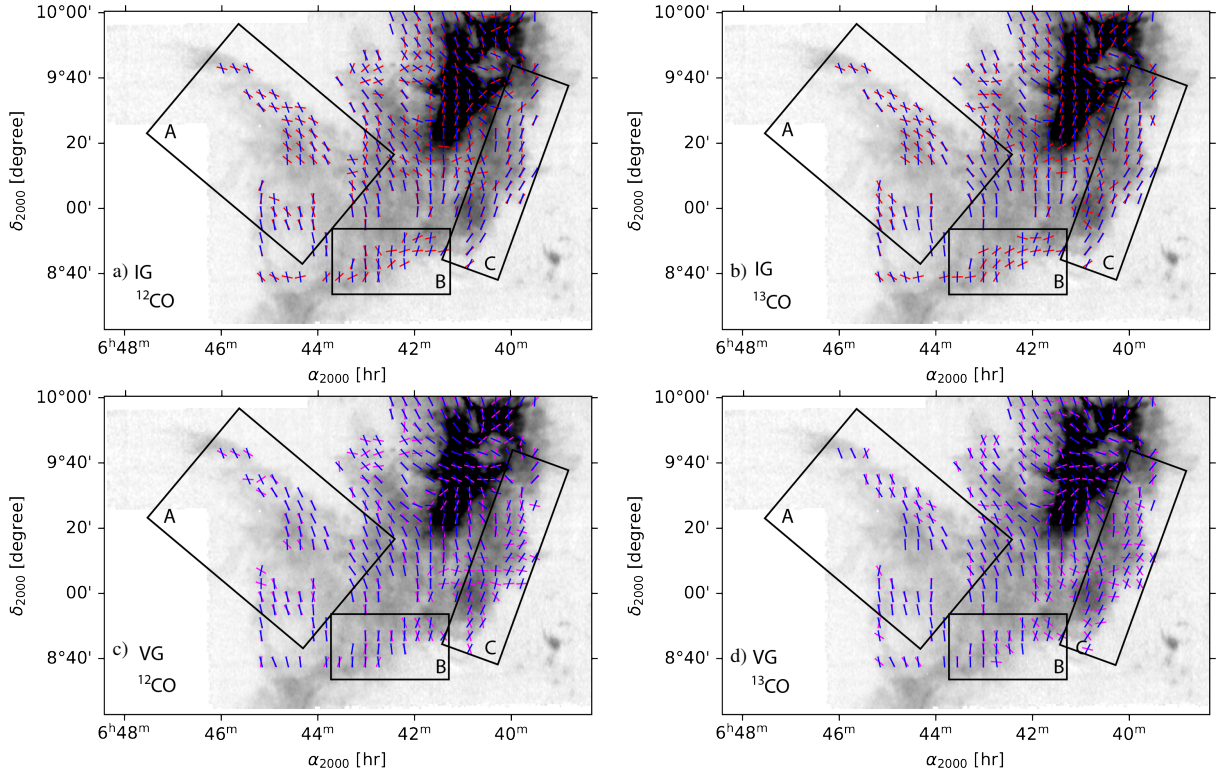 10°00'
9°40'
20'
00'
8°40'
δ2000 [degree]
A
B
C
a) IG
12CO
6h48m
46m
44m
42m
40m
α2000 [hr]
10°00'
9°40'
20'
00'
8°40'
δ2000 [degree]
A
B
C
b) IG
13CO
6h48m
46m
44m
42m
40m
α2000 [hr]
10°00'
9°40'
20'
00'
8°40'
δ2000 [degree]
A
B
C
c) VG
12CO
6h48m
46m
44m
42m
40m
α2000 [hr]
10°00'
9°40'
20'
00'
8°40'
δ2000 [degree]
A
B
C
d) VG
13CO
6h48m
46m
44m
42m
40m
α2000 [hr]